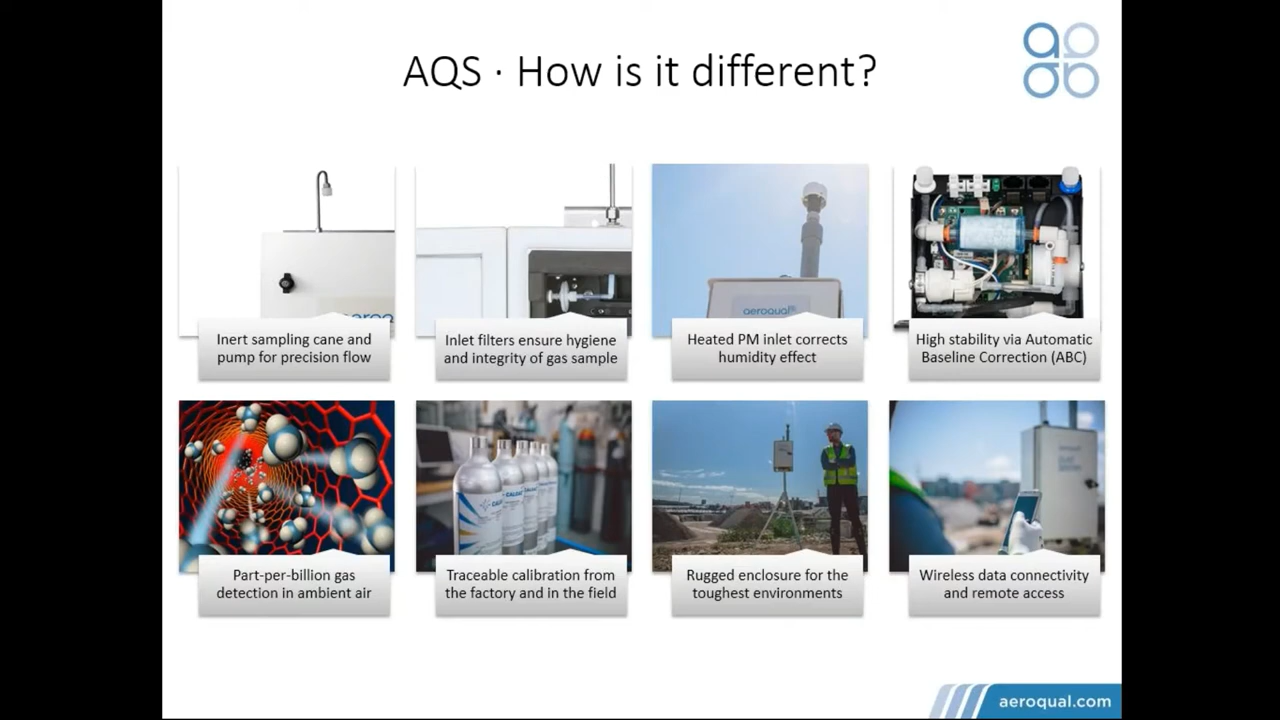 AQS · How is it different?
aeroqual
Inert sampling cane and
pump for precision flow
Inlet filters ensure hygiene
and integrity of gas sample
Heated PM inlet corrects
humidity effect
High stability via Automatic
Baseline Correction (ABC)
Part-per-billion gas
detection in ambient air
Traceable calibration from
the factory and in the field
Rugged enclosure for the
toughest environments
Wireless data connectivity
and remote access
aeroqual.com